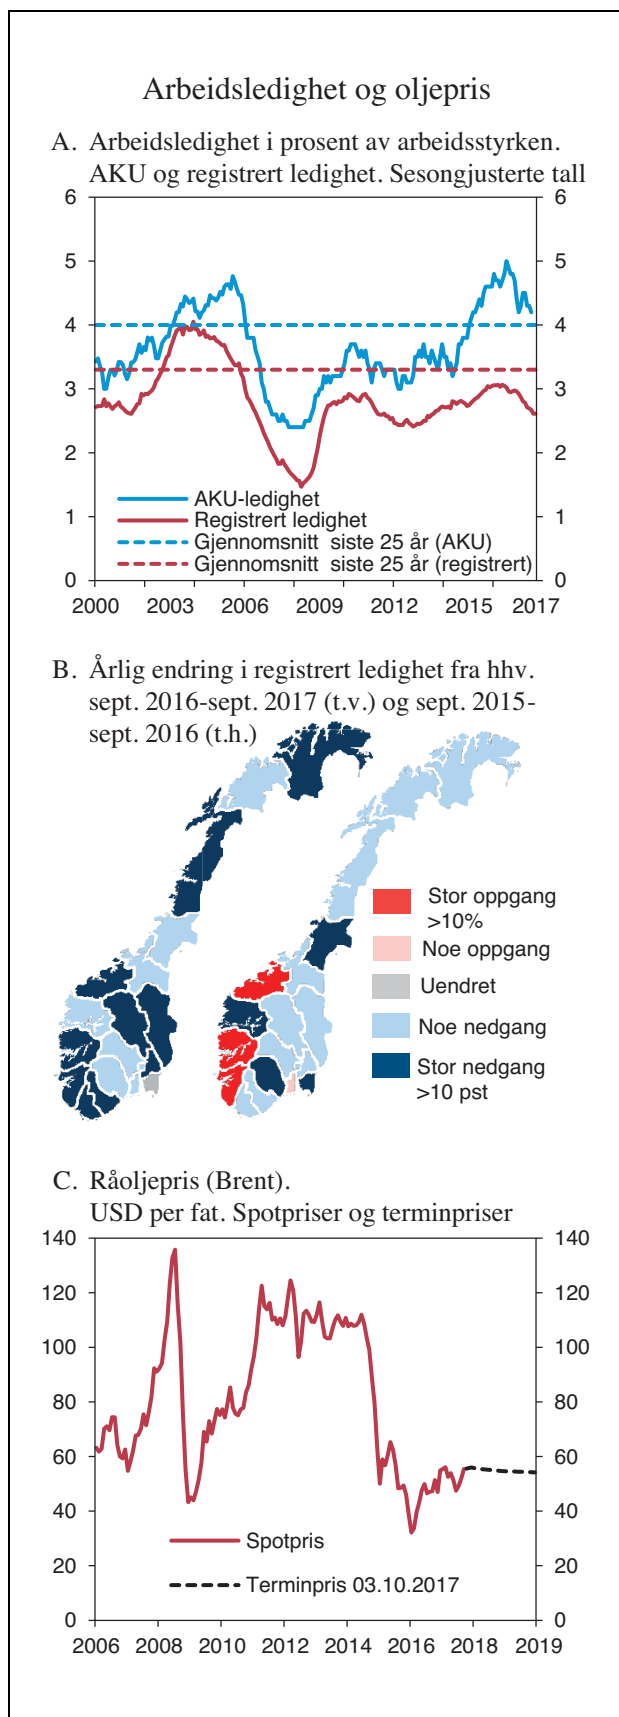 Arbeidsledighet og oljepris
A. Arbeidsledighet i prosent av arbeidsstyrken.
AKU og registrert ledighet. Sesongjusterte tall
6 6
5 5
4 4
3 3
2 2
1 1
0 0
AKU-ledighet
Registrert ledighet
Gjennomsnitt siste 25 år (AKU)
Gjennomsnitt siste 25 år (registrert)
2000 2003 2006 2009 2012 2015 2017
B. Årlig endring i registrert ledighet fra hhv.
sept. 2016-sept. 2017 (t.v.) og sept. 2015-
sept. 2016 (t.h.)
Stor oppgang
>10%
Noe oppgang
Uendret
Noe nedgang
Stor nedgang
>10 pst
C. Råoljepris (Brent).
USD per fat. Spotpriser og terminpriser
140 140
120 120
100 100
80 80
60 60
40 40
20 20
0 0
Spotpris
Terminpris 03.10.2017
2006 2008 2010 2012 2014 2016 2018 2019